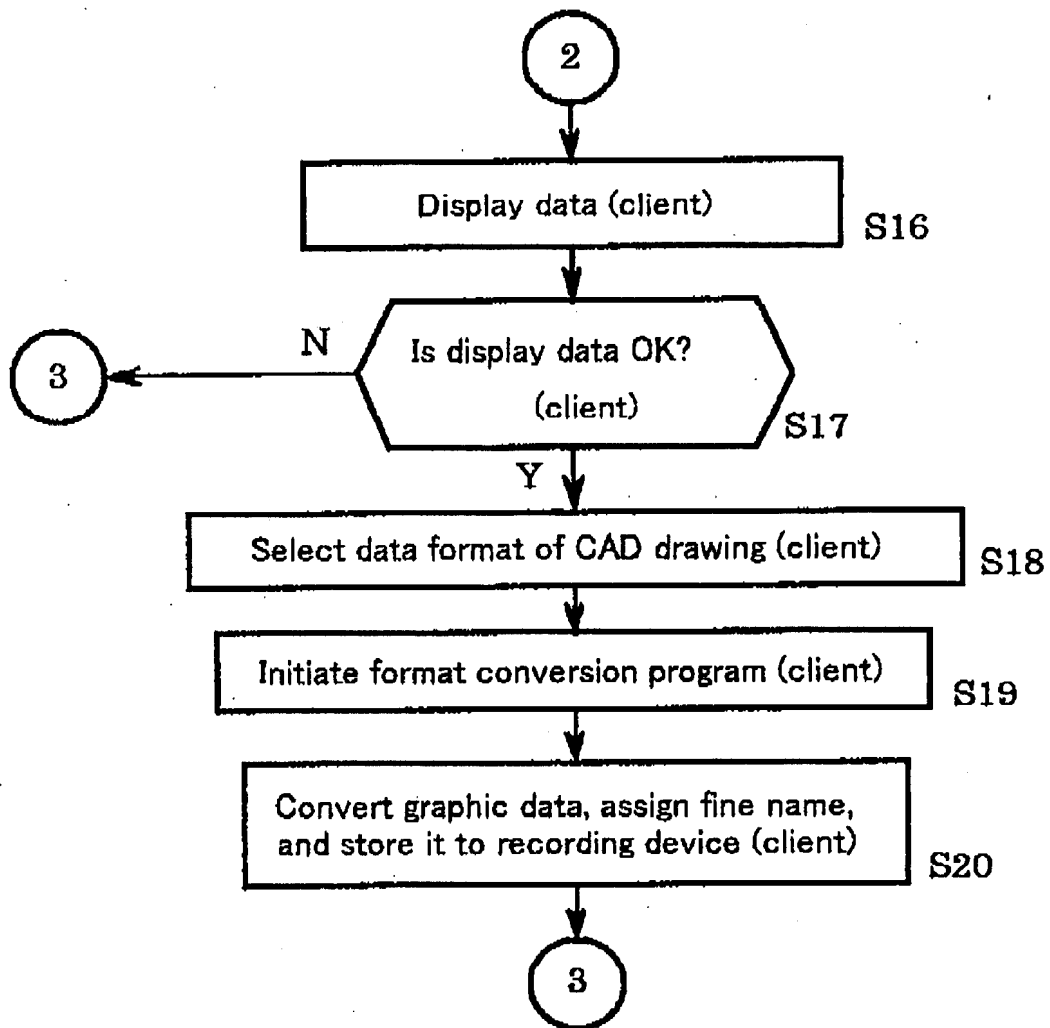 2
Display data (client)
S16
N
Is display data OK?
3
(client)
S17
Y
Select data format of CAD drawing (client)
S18
Initiate format conversion program (client)
S19
Convert graphic data, assign fine name,
and store it to recording device (client)
S20
3